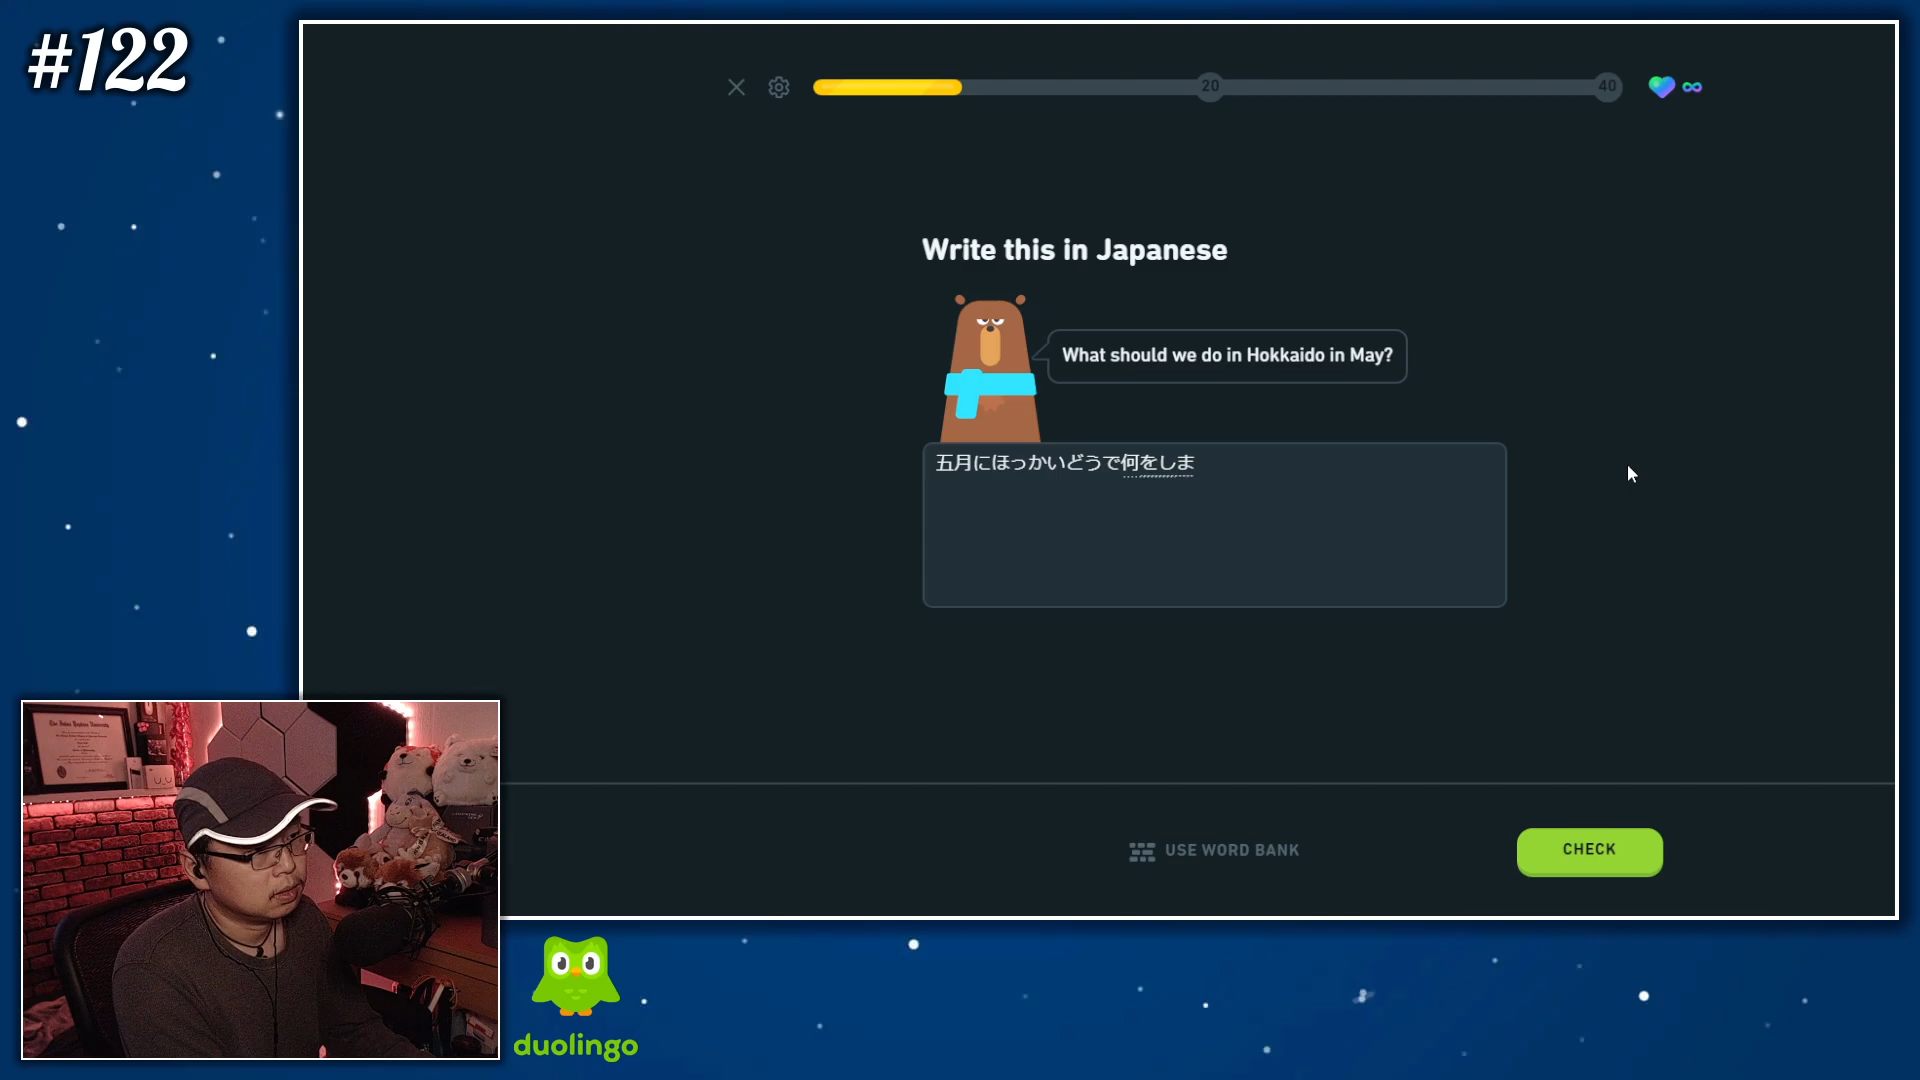 #122
20
40
Write this in Japanese
What should we do in Hokkaido in May?
五月にほっかいどうで何をしま
USE WORD BANK
CHECK
duolingo